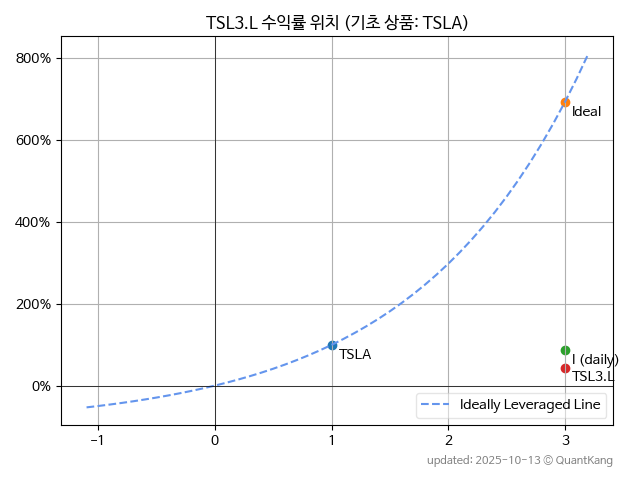 TSL3.L 수익률 위치 (기초 상품: TSLA)
800%
600%
400%
200%
0%
Ideal
TSLA
I (daily)
TSL3.L
Ideally Leveraged Line
−1
0
1
2
3
updated: 2025-10-13 © QuantKang